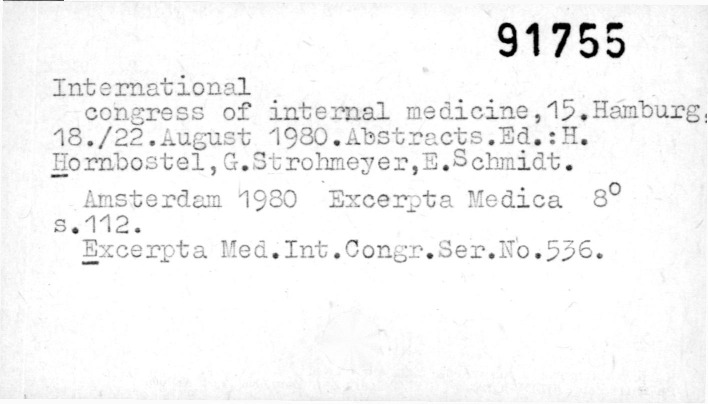 91755
International
congress of internal medicine,15.Hamburg,
18./22.August 1980.Abstracts.Ed.:H.
Hornbostel,G.Strohmeyer,E.Schmidt.
Amsterdam 1980 Excerpta Medica 8°
s.112.
Excerpta Med.Int.Congr.Ser.No.536.